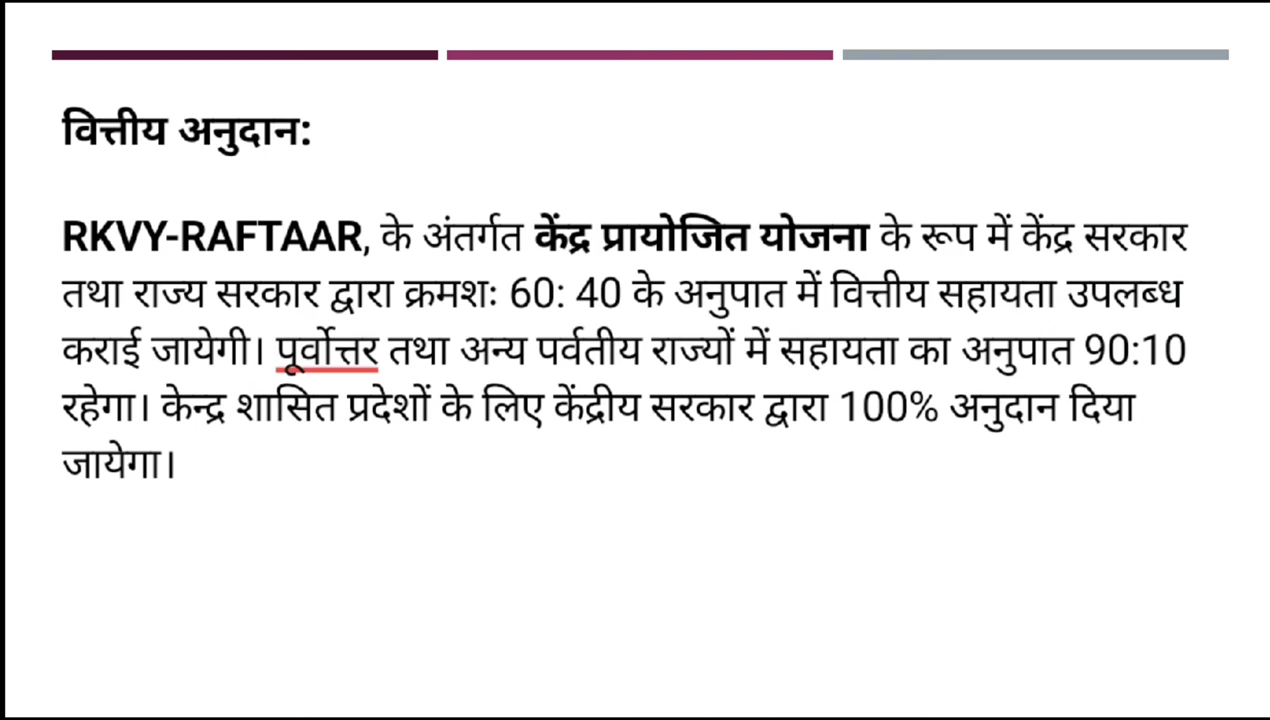 वित्तीय अनुदान:
RKVY-RAFTAAR, के अंतर्गत केंद्र प्रायोजित योजना के रूप में केंद्र सरकार
तथा राज्य सरकार द्वारा क्रमशः 60: 40 के अनुपात में वित्तीय सहायता उपलब्ध
कराई जायेगी। पूर्वोत्तर तथा अन्य पर्वतीय राज्यों में सहायता का अनुपात 90:10
रहेगा। केन्द्र शासित प्रदेशों के लिए केंद्रीय सरकार द्वारा 100% अनुदान दिया
जायेगा।